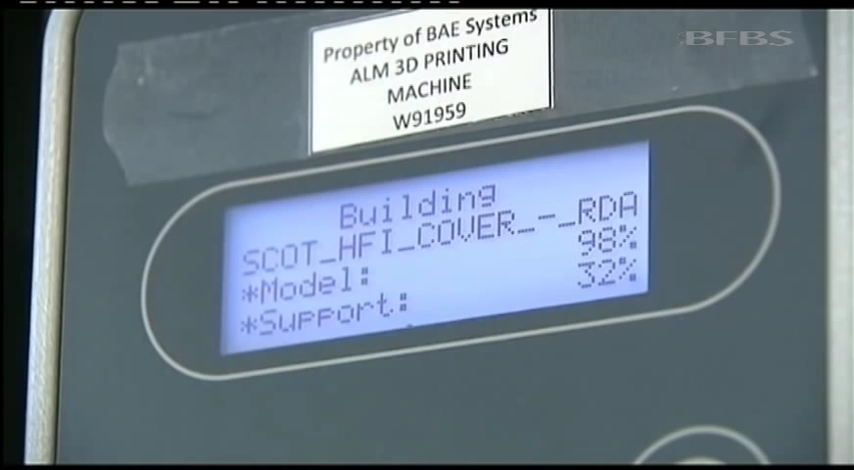 BFBS
Property of BAE Systems
ALM 3D PRINTING
MACHINE
W91959
Building
SCOT_HFI_COVER_-_RDA
*Model: 98%
*Support: 32%